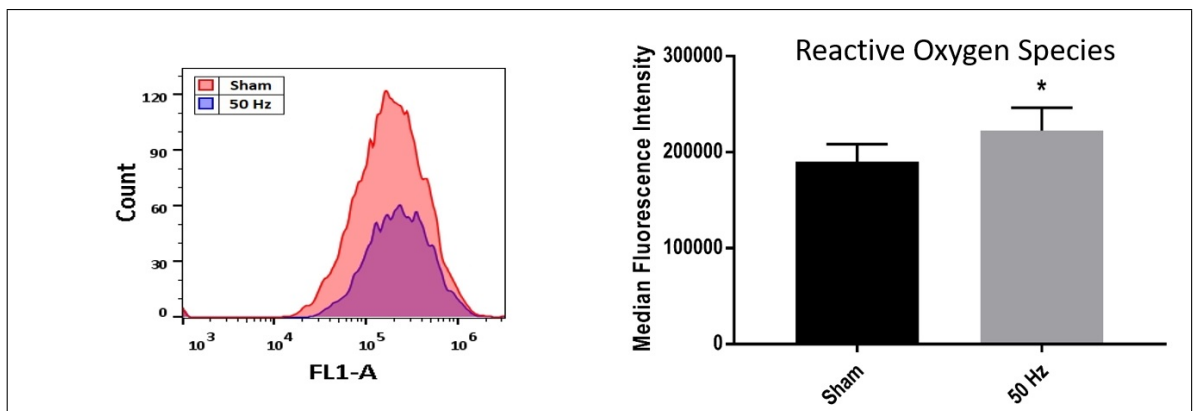 Sham
50 Hz
Count
120
90
60
30
0
10^3 10^4 10^5 10^6
FL1-A
Reactive Oxygen Species
Median Fluorescence Intensity
300000
200000
100000
0
*
Sham
50 Hz